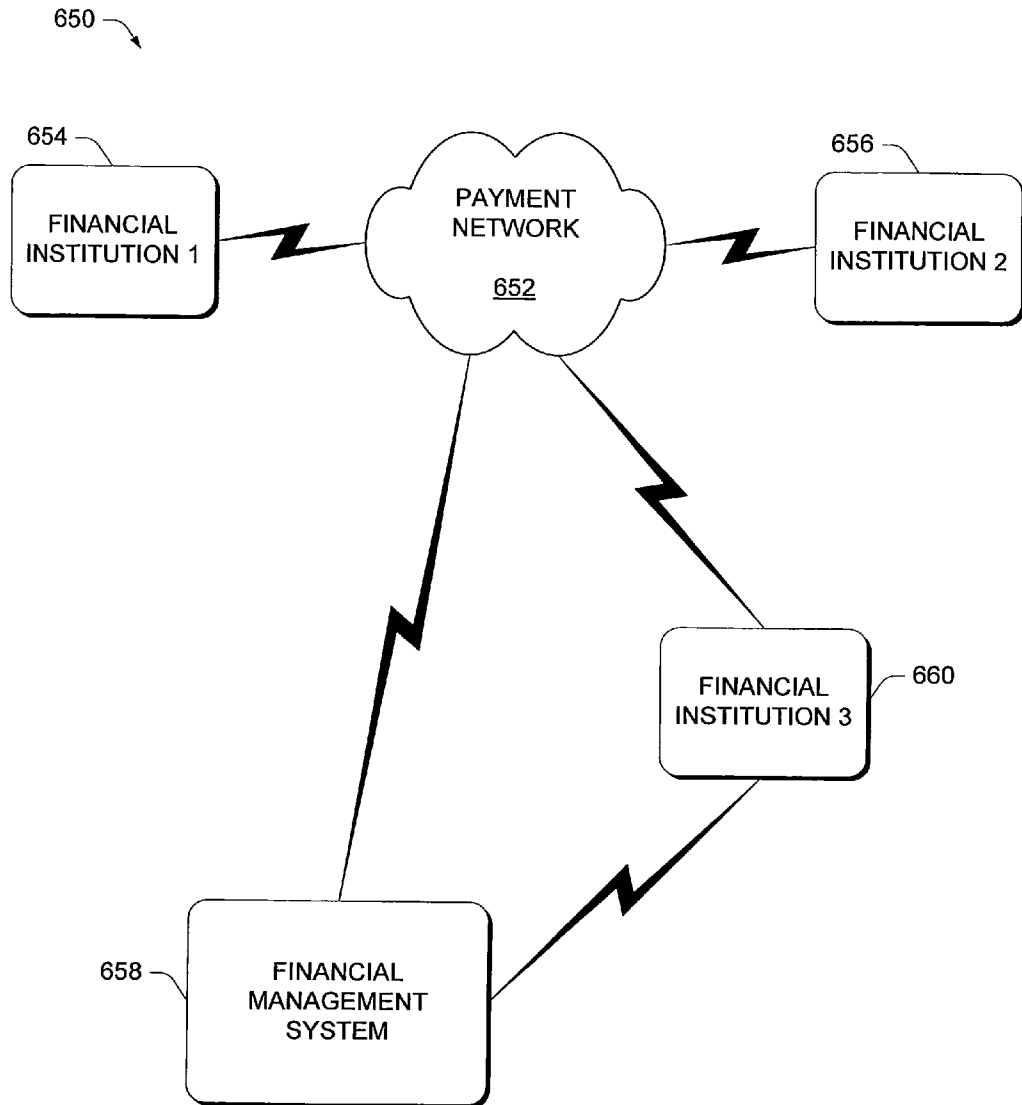 650
654
FINANCIAL
INSTITUTION 1
PAYMENT
NETWORK
652
656
FINANCIAL
INSTITUTION 2
FINANCIAL
INSTITUTION 3
660
658
FINANCIAL
MANAGEMENT
SYSTEM